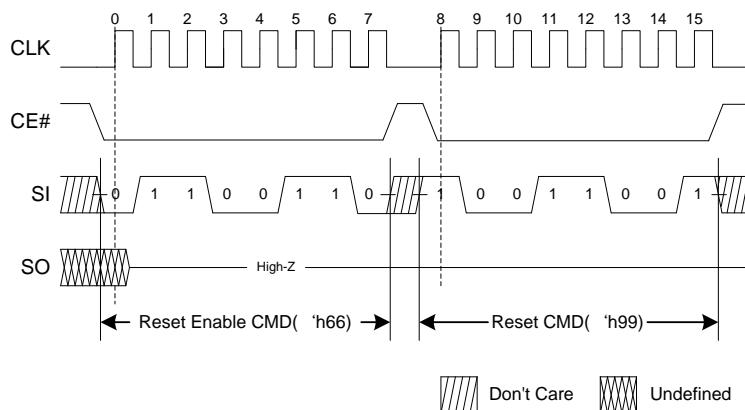 0 1 2 3 4 5 6 7 8 9 10 11 12 13 14 15
CLK
CE#
SI 0 1 1 0 0 1 1 0 1 0 0 1 1 0 0 1
SO High-Z
Reset Enable CMD( ‘h66) Reset CMD( ‘h99)
Don't Care Undefined